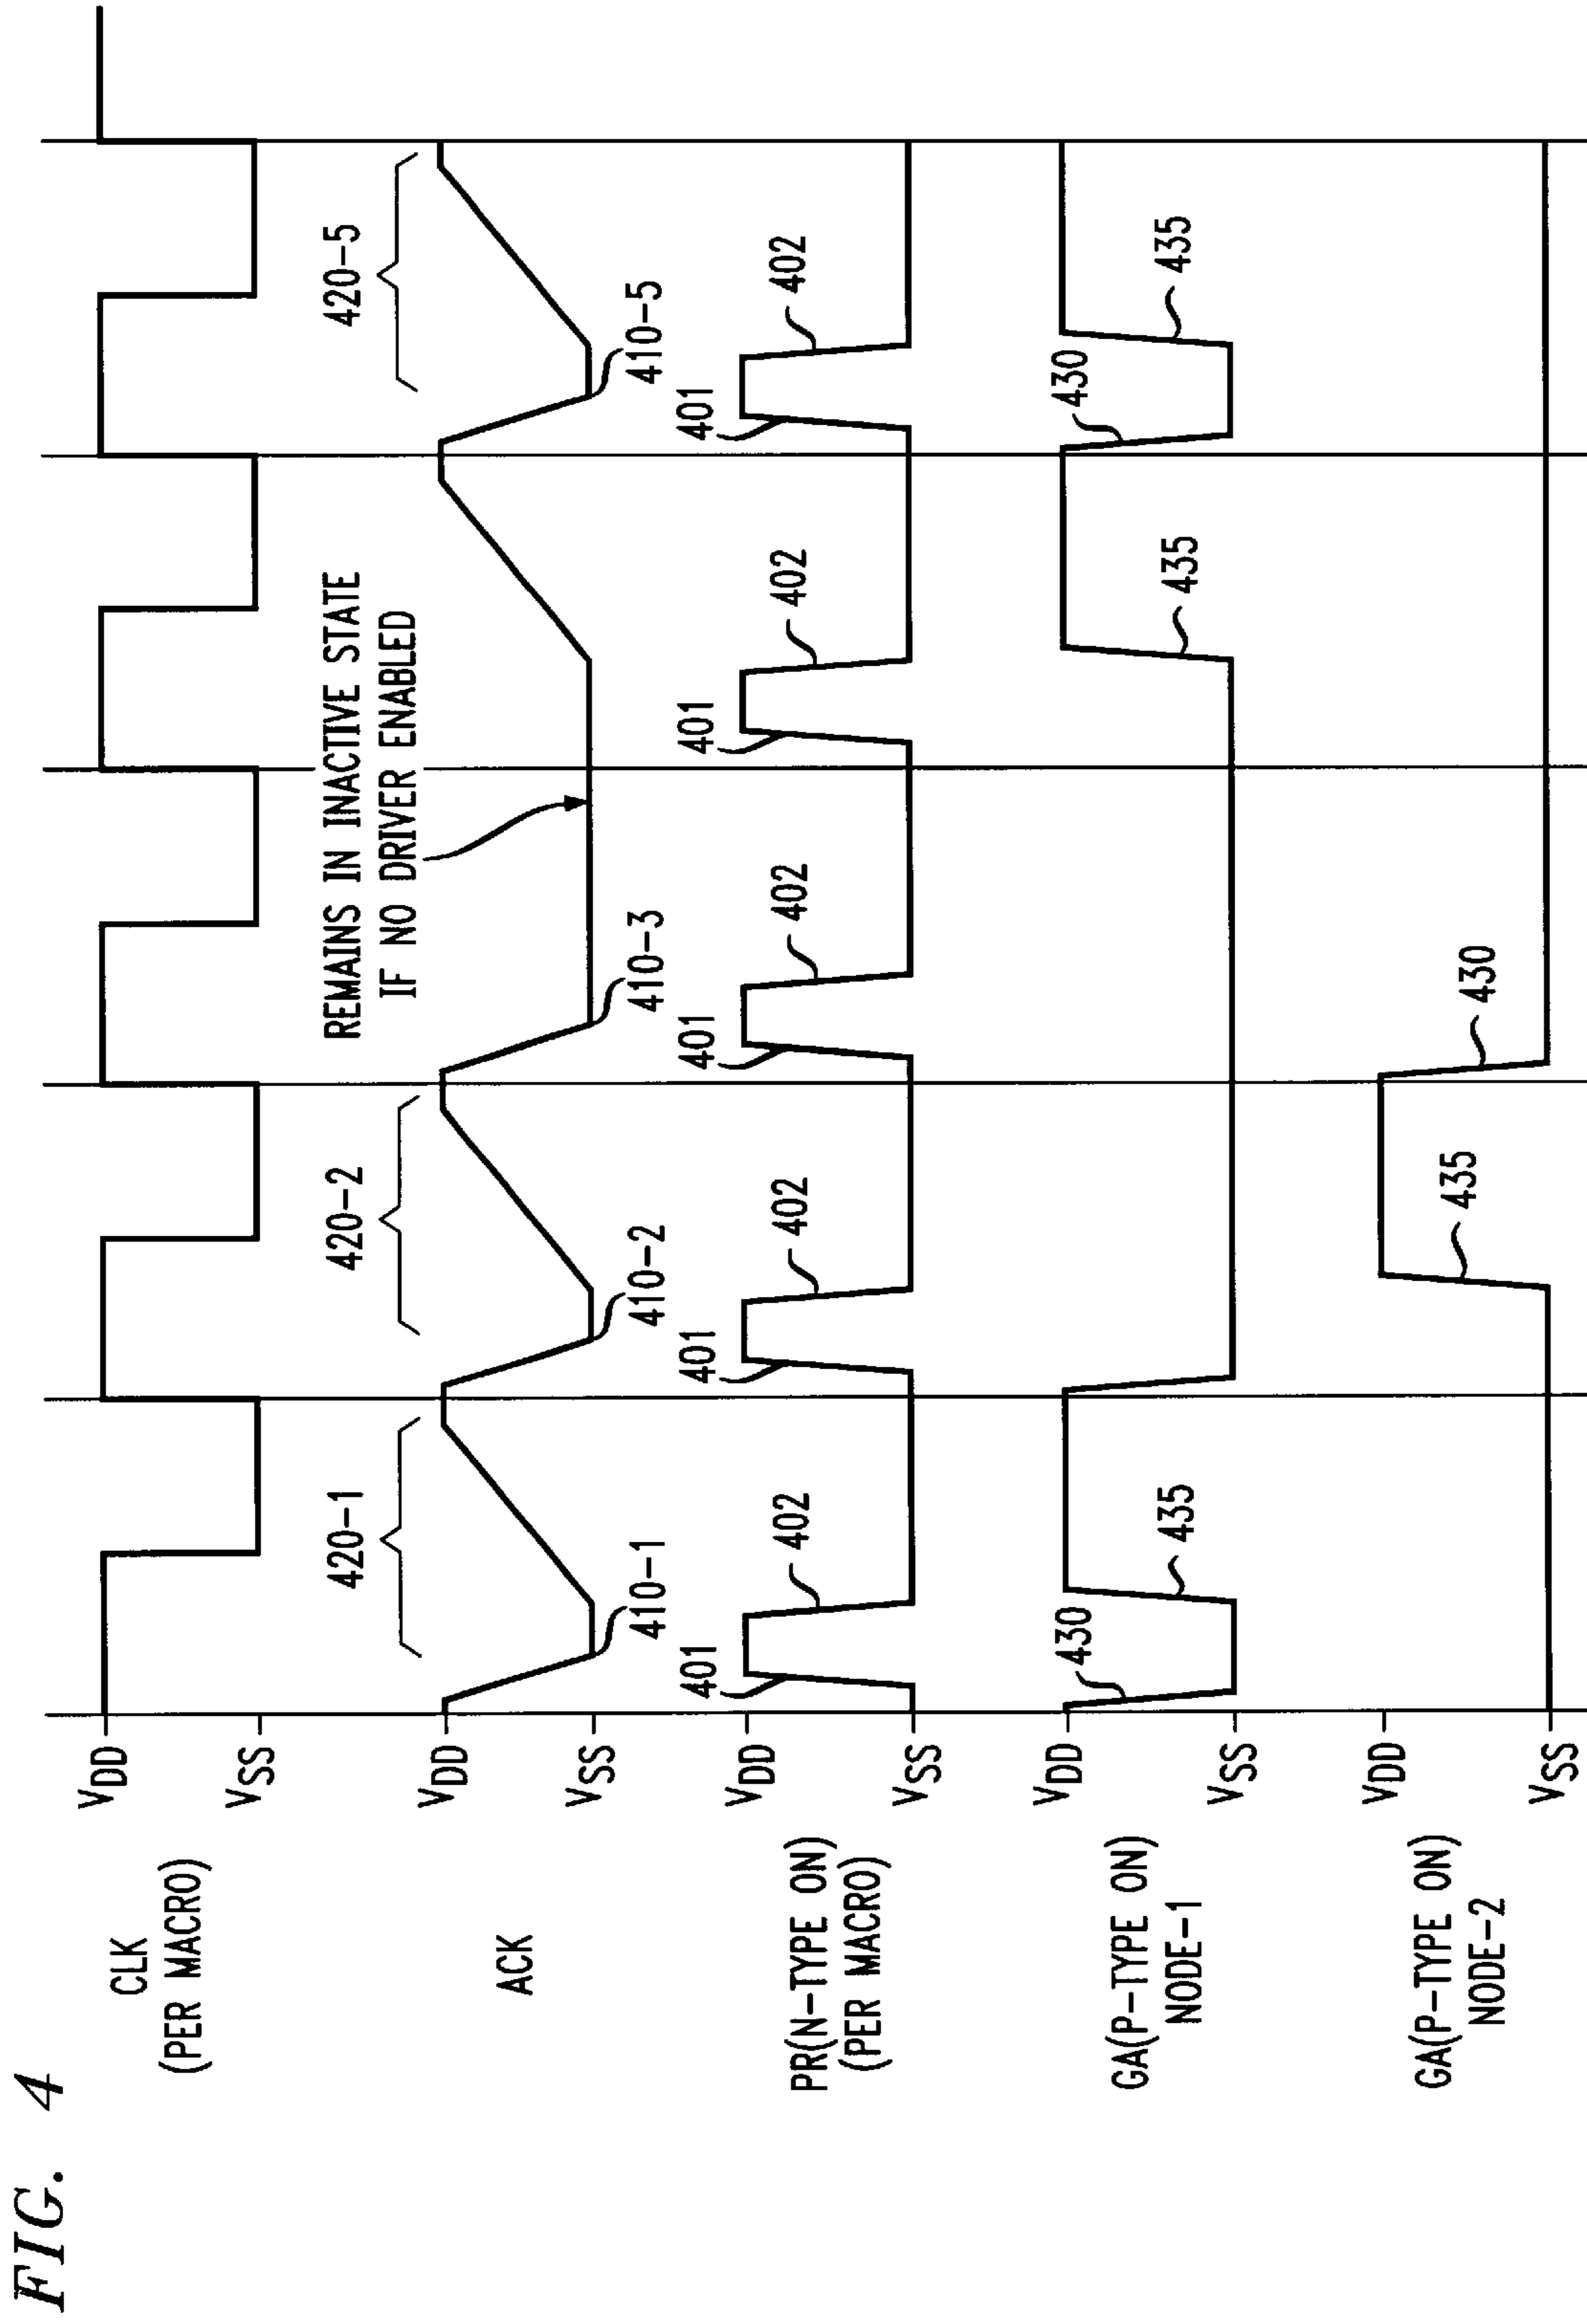 FIG. 4
CLK
(PER MACRO)
VDD
VSS
420-1
420-2
REMAINS IN INACTIVE STATE
IF NO DRIVER ENABLED
420-5
ACK
VDD
VSS
410-1
410-2
410-3
410-5
PR(N-TYPE ON)
(PER MACRO)
VDD
VSS
401
402
401
402
401
402
401
402
401
402
GA(P-TYPE ON)
NODE-1
VDD
VSS
430
435
435
430
435
GA(P-TYPE ON)
NODE-2
VDD
VSS
435
430